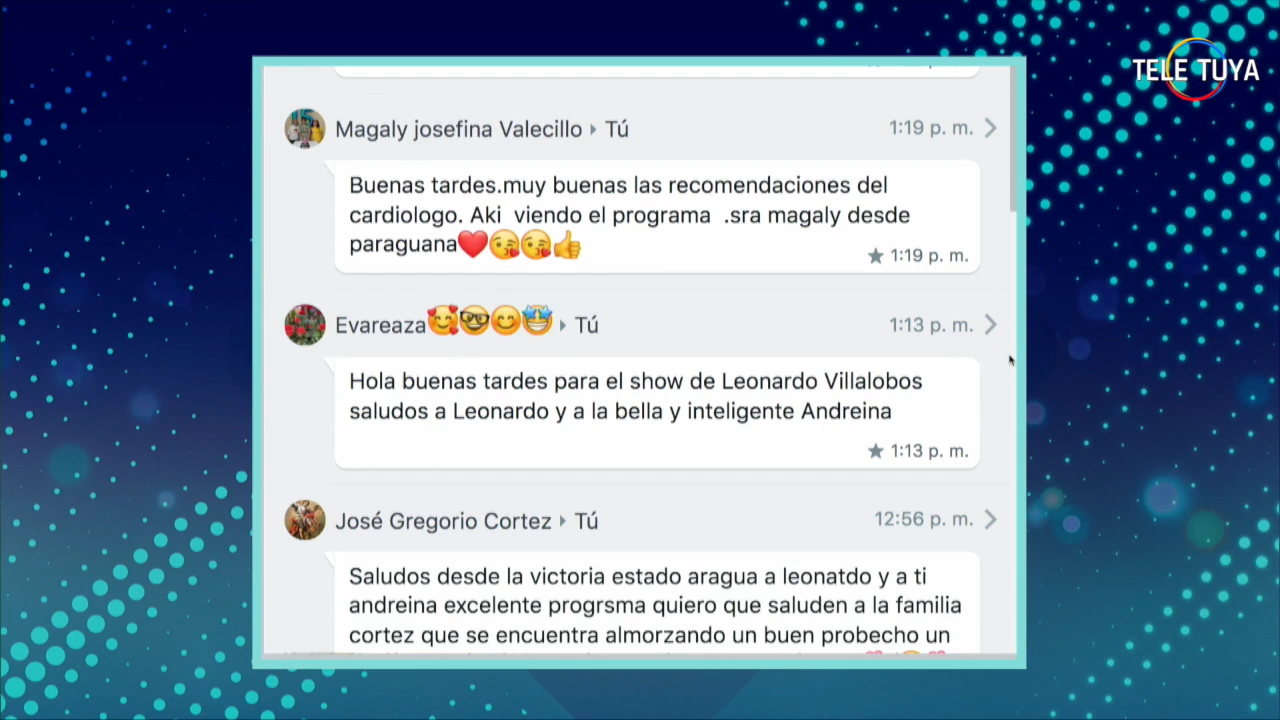 TELE TUYA
Magaly josefina Valecillo ▸ Tú 1:19 p. m.
Buenas tardes.muy buenas las recomendaciones del
cardiologo. Aki viendo el programa .sra magaly desde
paraguana❤️😘😘👍
★ 1:19 p. m.
Evareaza🥰🤓😊🤩 ▸ Tú 1:13 p. m.
Hola buenas tardes para el show de Leonardo Villalobos
saludos a Leonardo y a la bella y inteligente Andreina
★ 1:13 p. m.
José Gregorio Cortez ▸ Tú 12:56 p. m.
Saludos desde la victoria estado aragua a leonatdo y a ti
andreina excelente progrsma quiero que saluden a la familia
cortez que se encuentra almorzando un buen probecho un